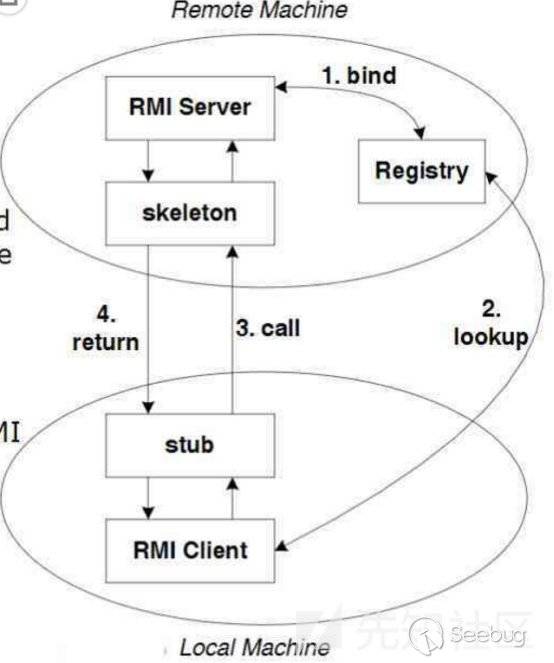 Remote Machine
1. bind
RMI Server
Registry
skeleton
d
e
4.
return
3. call
2.
lookup
MI
stub
RMI Client
先知社区
Seebug
Local Machine